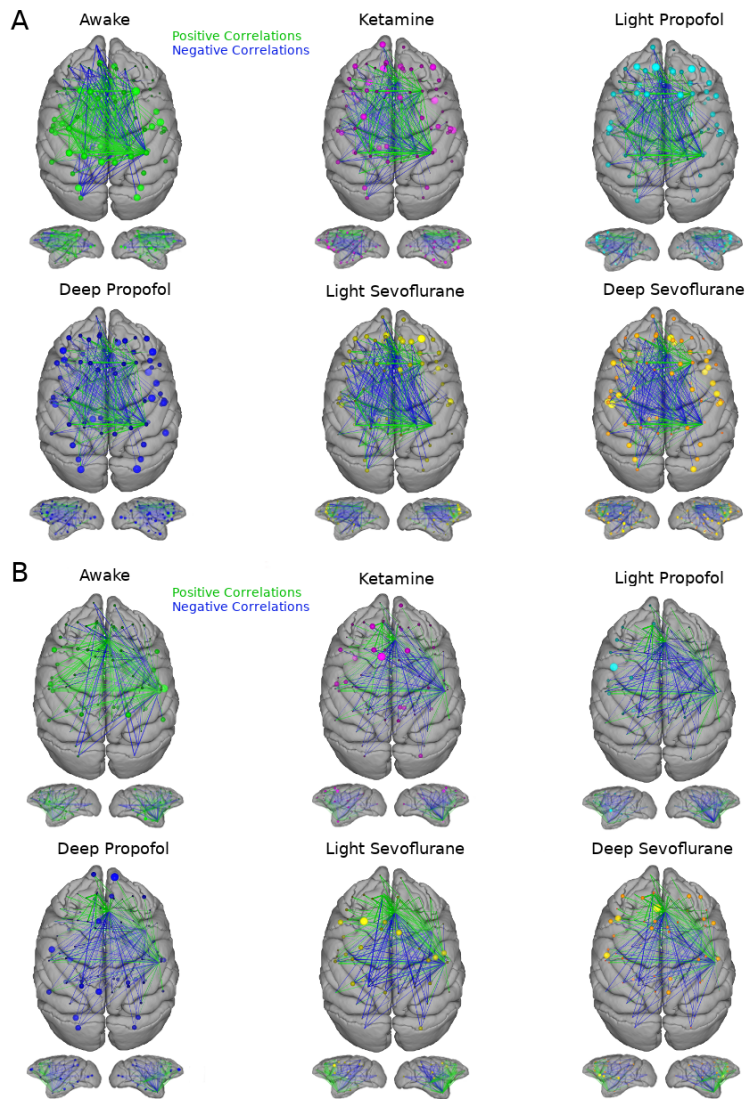 A
Awake
Ketamine
Light Propofol
Positive Correlations
Negative Correlations
Deep Propofol
Light Sevoflurane
Deep Sevoflurane
B
Awake
Ketamine
Light Propofol
Positive Correlations
Negative Correlations
Deep Propofol
Light Sevoflurane
Deep Sevoflurane